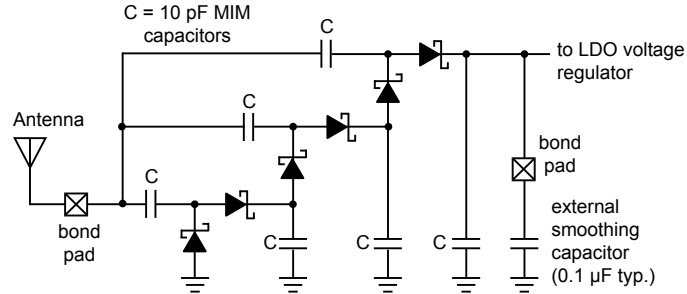 C = 10 pF MIM
capacitors
C
to LDO voltage
regulator
Antenna
C
bond
pad
C
bond
pad
C
C
C
external
smoothing
capacitor
(0.1 µF typ.)